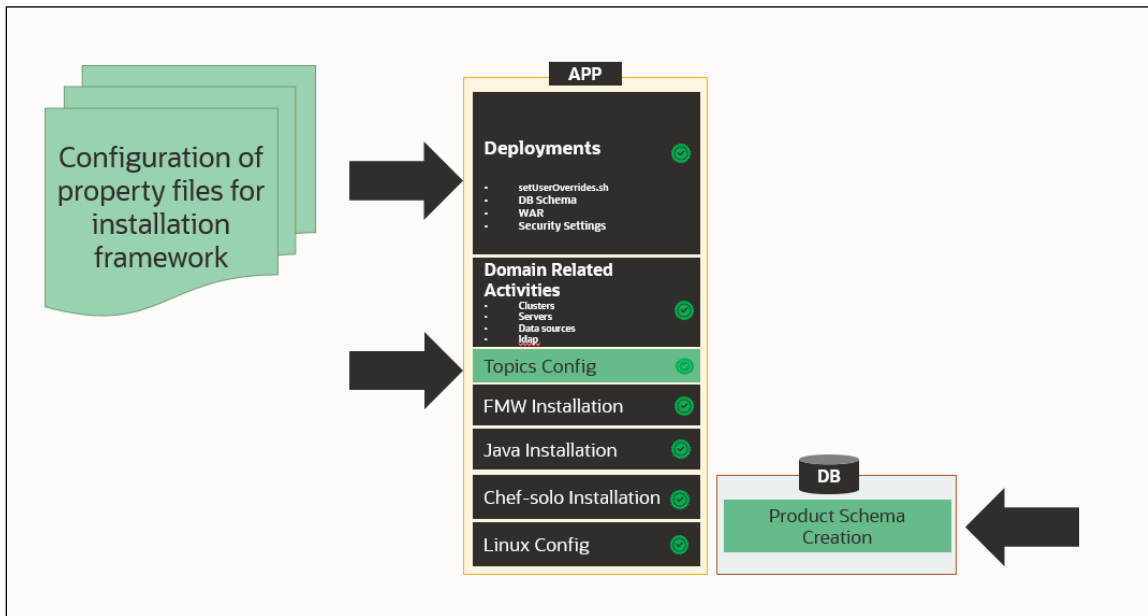 Configuration of
property files for
installation
framework
APP
Deployments
- setUserOverrides.sh
- DB Schema
- WAR
- Security Settings
Domain Related
Activities
- Clusters
- Servers
- Data sources
- ldap
Topics Config
FMW Installation
Java Installation
Chef-solo Installation
Linux Config
DB
Product Schema
Creation